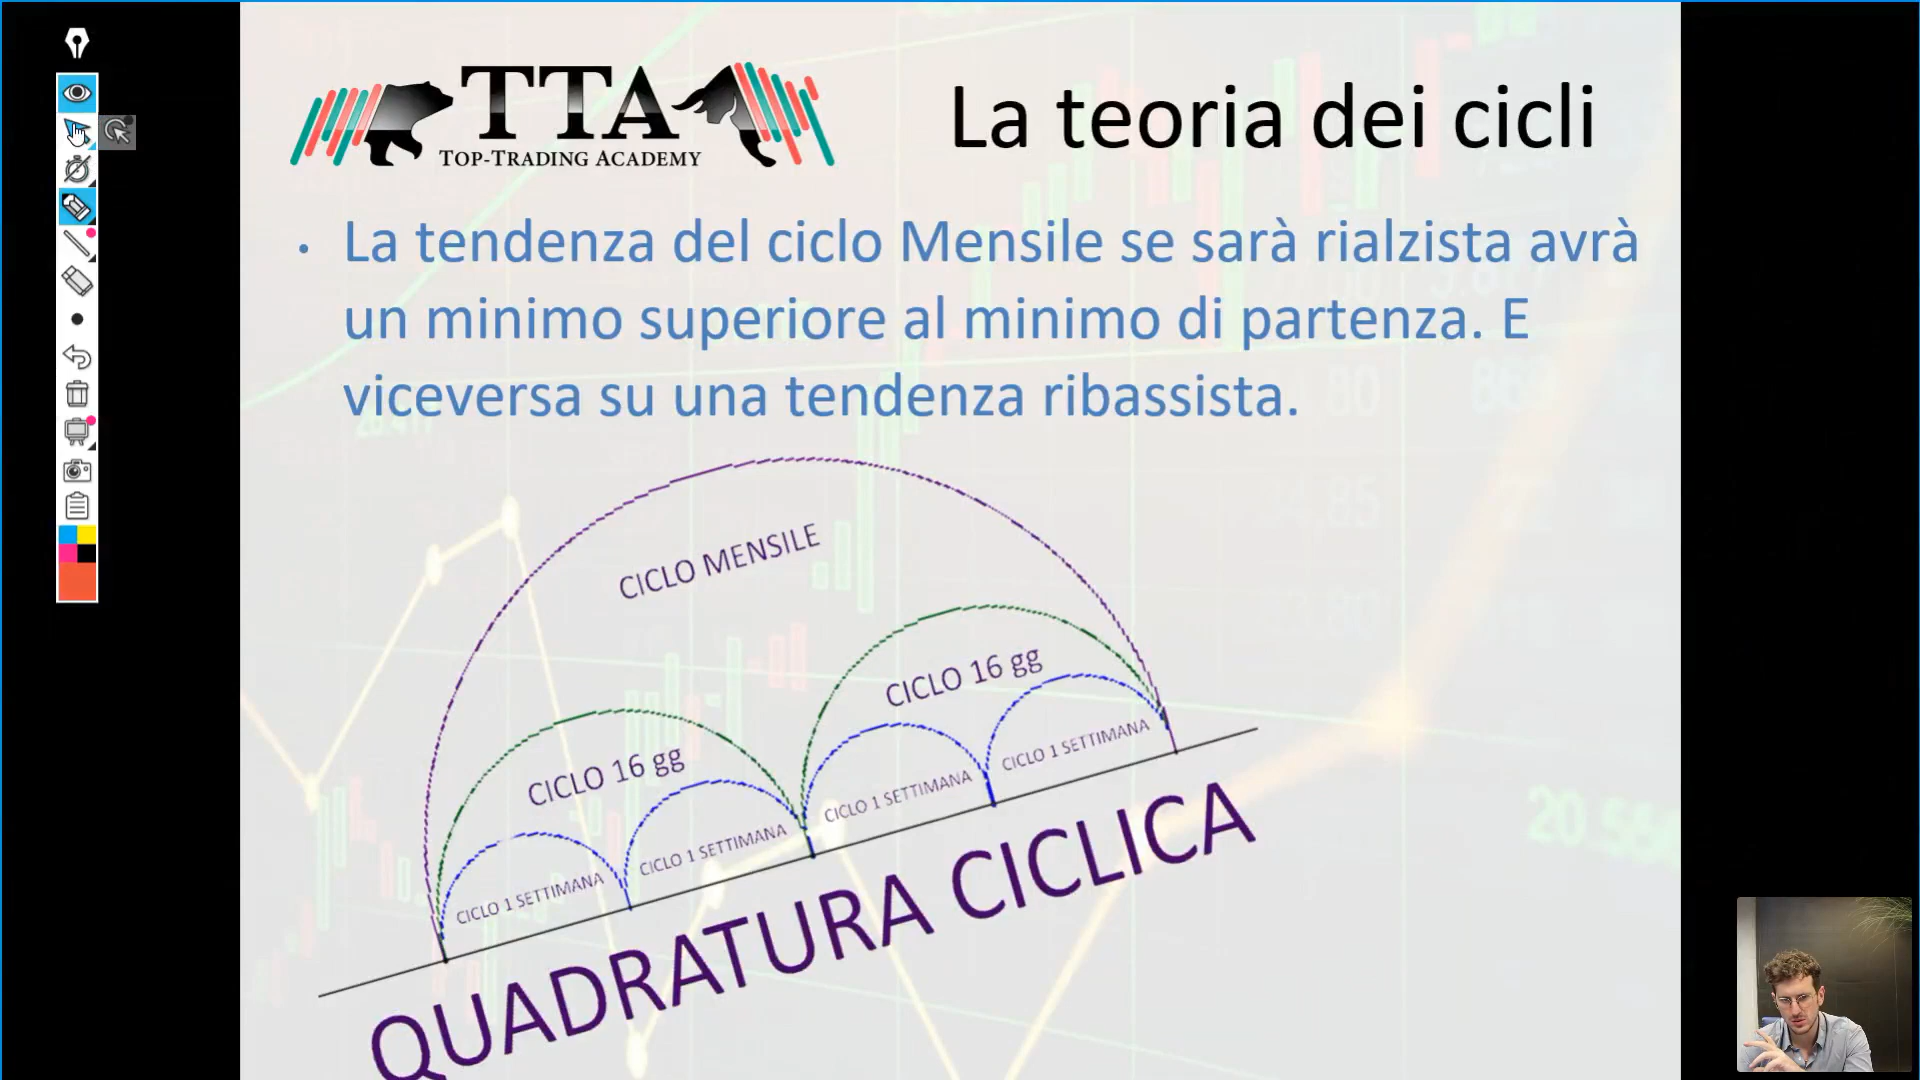 TTA
TOP-TRADING ACADEMY
La teoria dei cicli
• La tendenza del ciclo Mensile se sarà rialzista avrà
un minimo superiore al minimo di partenza. E
viceversa su una tendenza ribassista.
CICLO MENSILE
CICLO 16 gg
CICLO 16 gg
CICLO 1 SETTIMANA
CICLO 1 SETTIMANA
CICLO 1 SETTIMANA
CICLO 1 SETTIMANA
QUADRATURA CICLICA